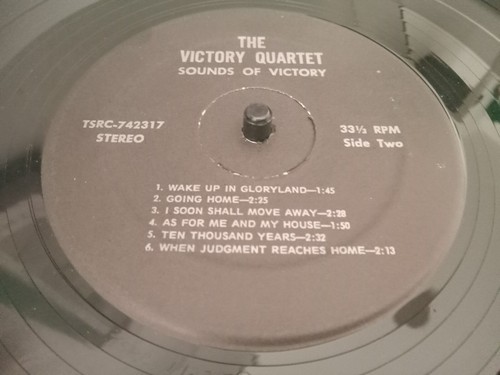 THE
VICTORY QUARTET
SOUNDS OF VICTORY
TSRC-742317
STEREO
33⅓ RPM
Side Two
1. WAKE UP IN GLORYLAND—1:45
2. GOING HOME—2:25
3. I SOON SHALL MOVE AWAY—2:28
4. AS FOR ME AND MY HOUSE—1:50
5. TEN THOUSAND YEARS—2:32
6. WHEN JUDGMENT REACHES HOME—2:13